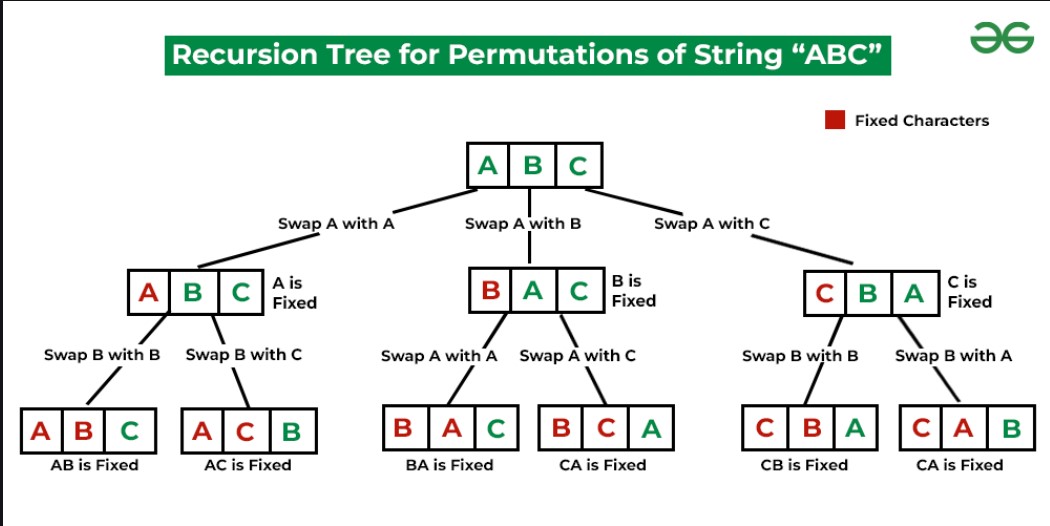 Recursion Tree for Permutations of String “ABC”
Fixed Characters
A B C
Swap A with A
Swap A with B
Swap A with C
A B C
A is
Fixed
B A C
B is
Fixed
C B A
C is
Fixed
Swap B with B
Swap B with C
Swap A with A
Swap A with C
Swap B with B
Swap B with A
A B C
A C B
B A C
B C A
C B A
C A B
AB is Fixed
AC is Fixed
BA is Fixed
CA is Fixed
CB is Fixed
CA is Fixed